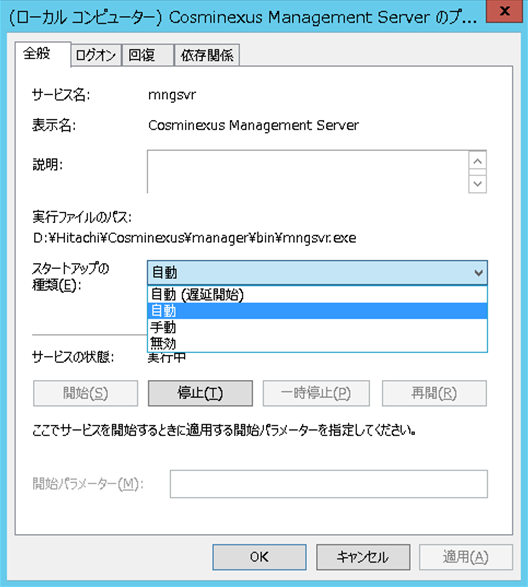 (ローカル コンピューター) Cosminexus Management Server のプ... x
全般 ログオン 回復 依存関係
サービス名: mngsvr
表示名: Cosminexus Management Server
説明:
実行ファイルのパス:
D:¥Hitachi¥Cosminexus¥manager¥bin¥mngsvr.exe
スタートアップの
種類(E): 自動
自動 (遅延開始)
自動
手動
無効
サービスの状態: 実行中
開始(S) 停止(T) 一時停止(P) 再開(R)
ここでサービスを開始するときに適用する開始パラメーターを指定してください。
開始パラメーター(M):
OK キャンセル 適用(A)